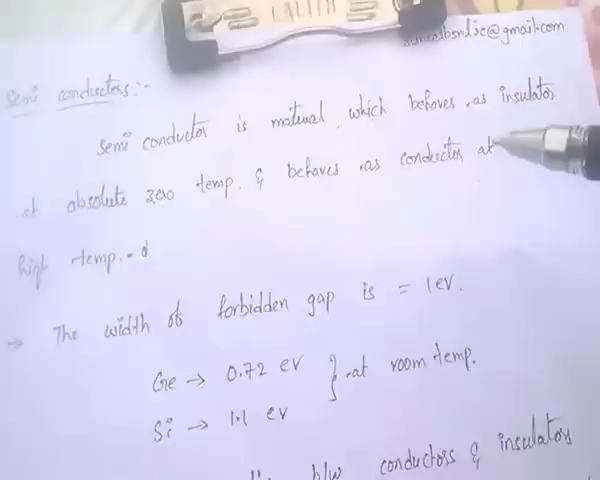 Semi conductors:-
Semi conductor is material which behaves as insulator
at absolute zero temp. & behaves as conductor at
high temp.
→ The width of forbidden gap is = 1ev.
Ge → 0.72 ev } at room temp.
Si → 1.1 ev
b/w conductors & insulators